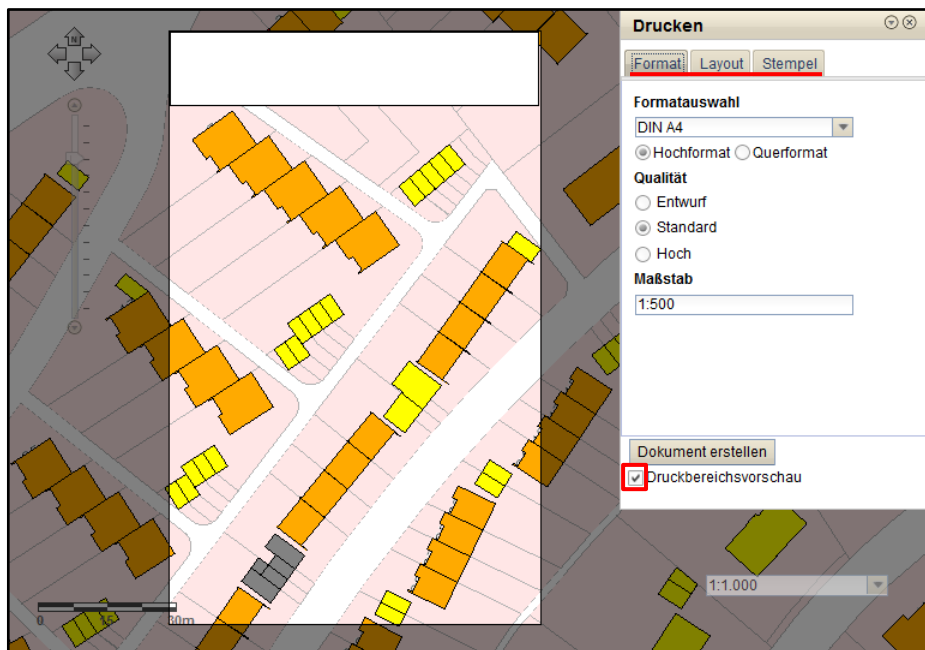 Drucken
Format Layout Stempel
Formatauswahl
DIN A4
Hochformat Querformat
Qualität
Entwurf
Standard
Hoch
Maßstab
1:500
Dokument erstellen
Druckbereichsvorschau
N
1:1.000
0 15 30m